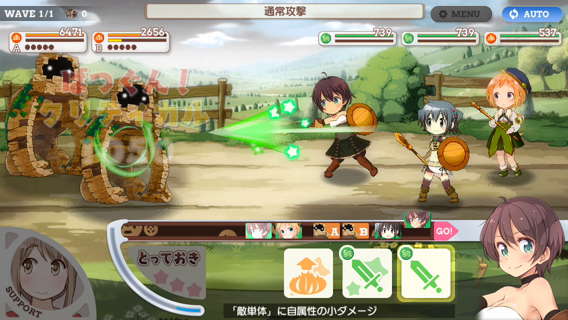 WAVE 1/1
0
通常攻撃
MENU
AUTO
6471
A
2656
B
739
739
537
ばつぐん!
クリティカル
A
B
GO!
とっておき
SUPPORT
「敵単体」に自属性の小ダメージ